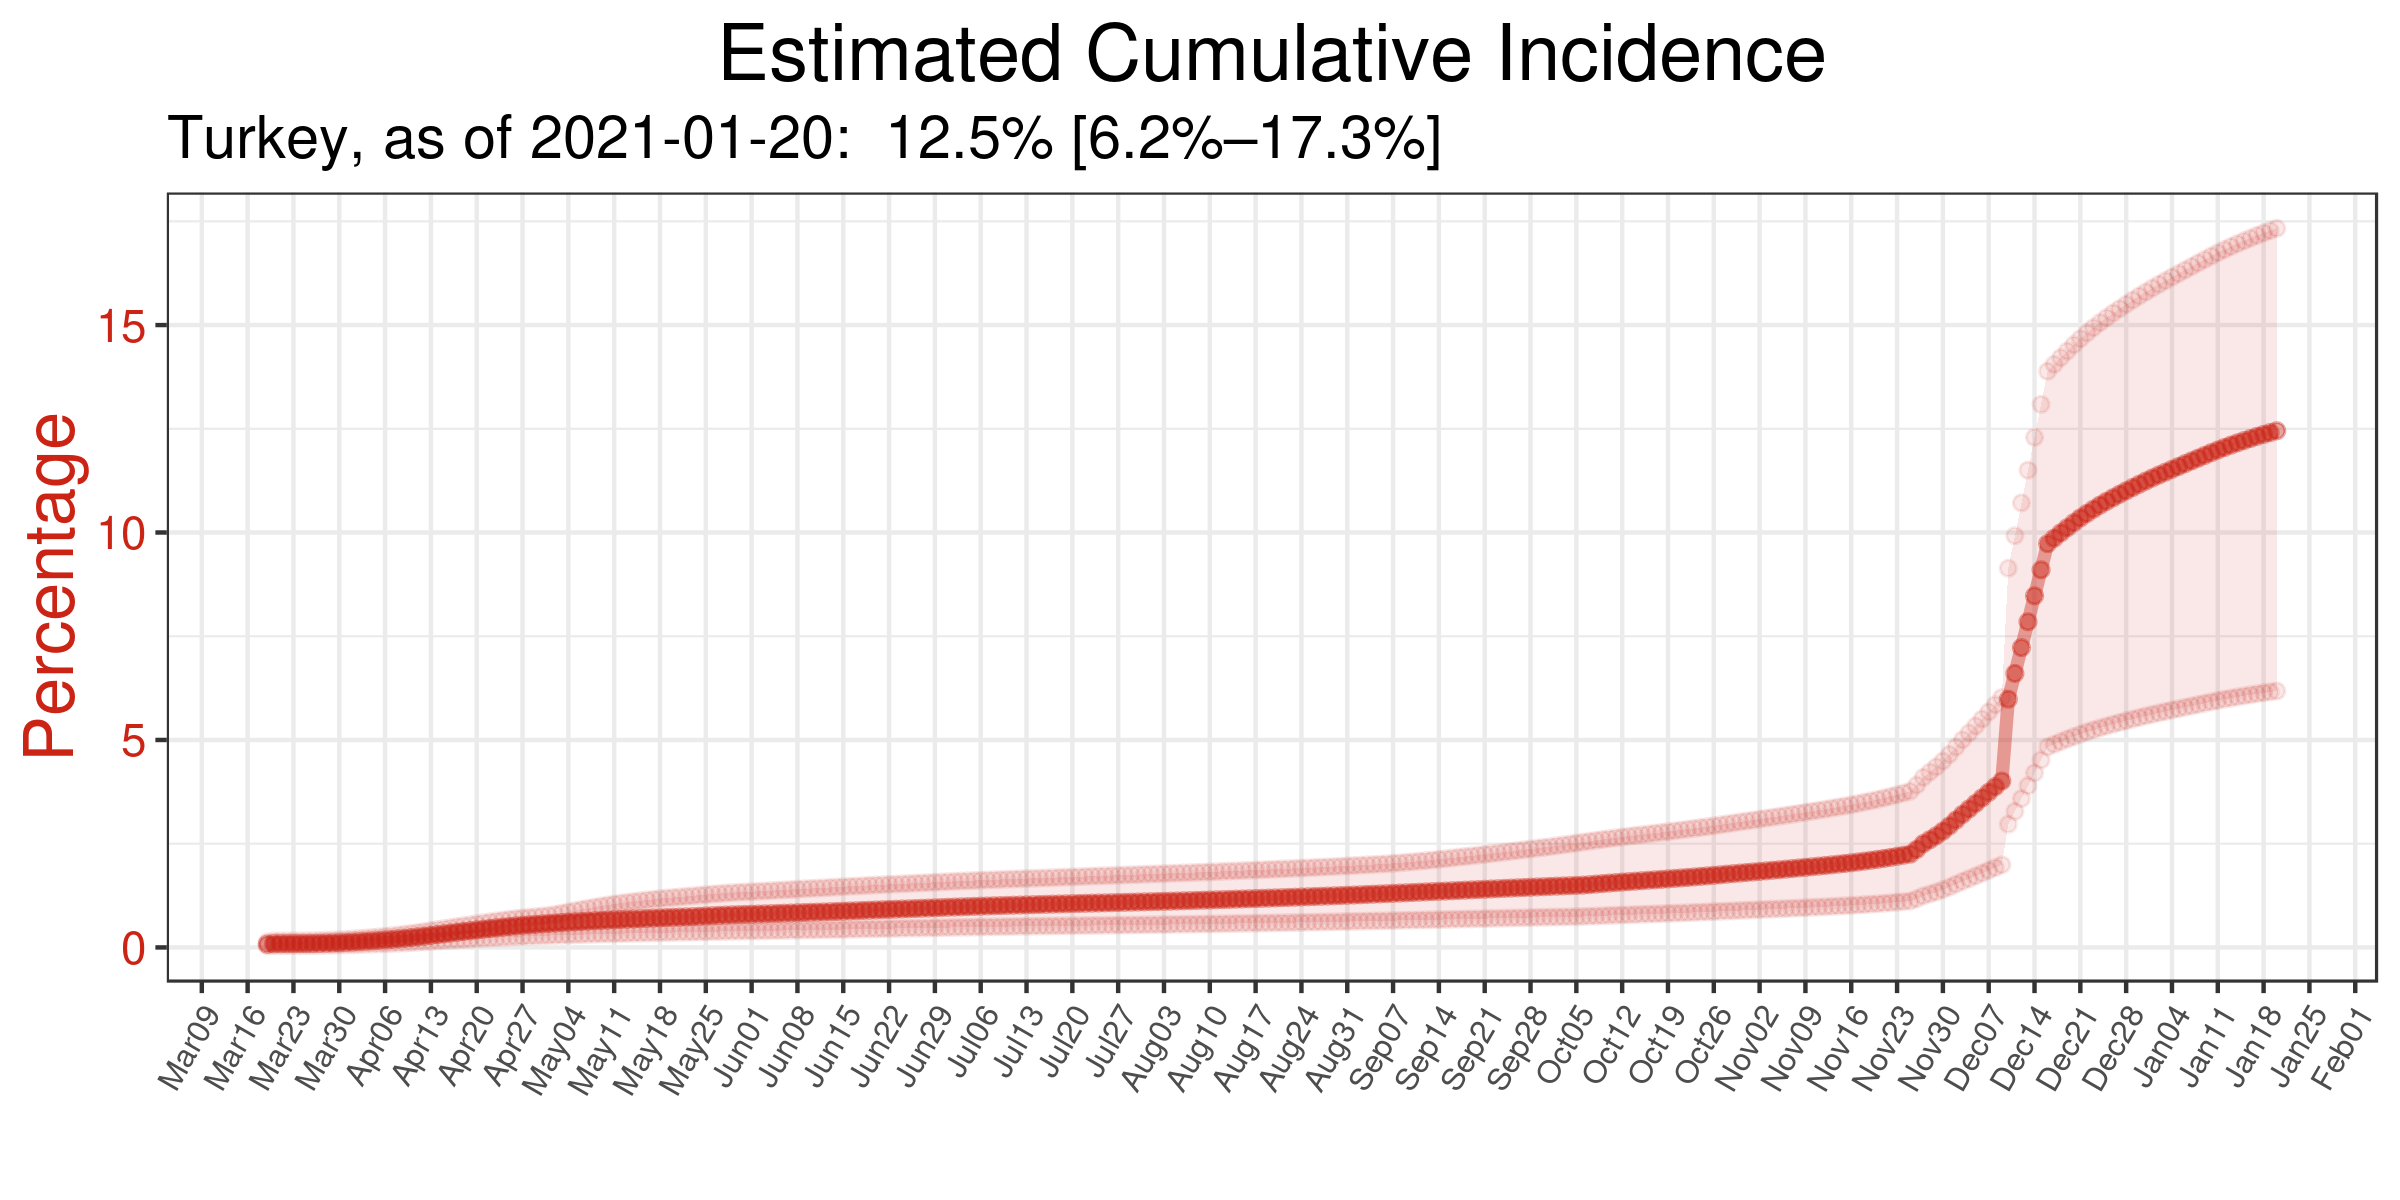 Estimated Cumulative Incidence
Turkey, as of 2021-01-20:  12.5% [6.2%–17.3%]
Percentage
15
10
5
0
Mar09
Mar16
Mar23
Mar30
Apr06
Apr13
Apr20
Apr27
May04
May11
May18
May25
Jun01
Jun08
Jun15
Jun22
Jun29
Jul06
Jul13
Jul20
Jul27
Aug03
Aug10
Aug17
Aug24
Aug31
Sep07
Sep14
Sep21
Sep28
Oct05
Oct12
Oct19
Oct26
Nov02
Nov09
Nov16
Nov23
Nov30
Dec07
Dec14
Dec21
Dec28
Jan04
Jan11
Jan18
Jan25
Feb01